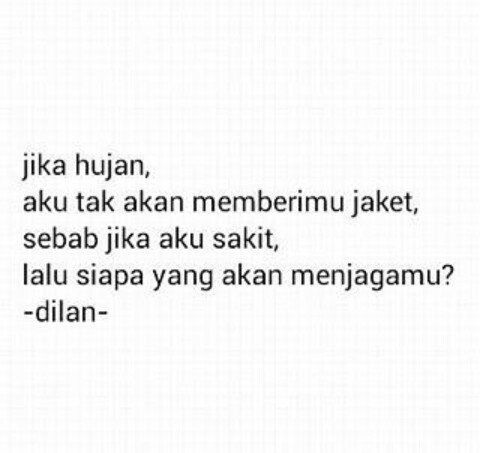 jika hujan,
aku tak akan memberimu jaket,
sebab jika aku sakit,
lalu siapa yang akan menjagamu?
-dilan-